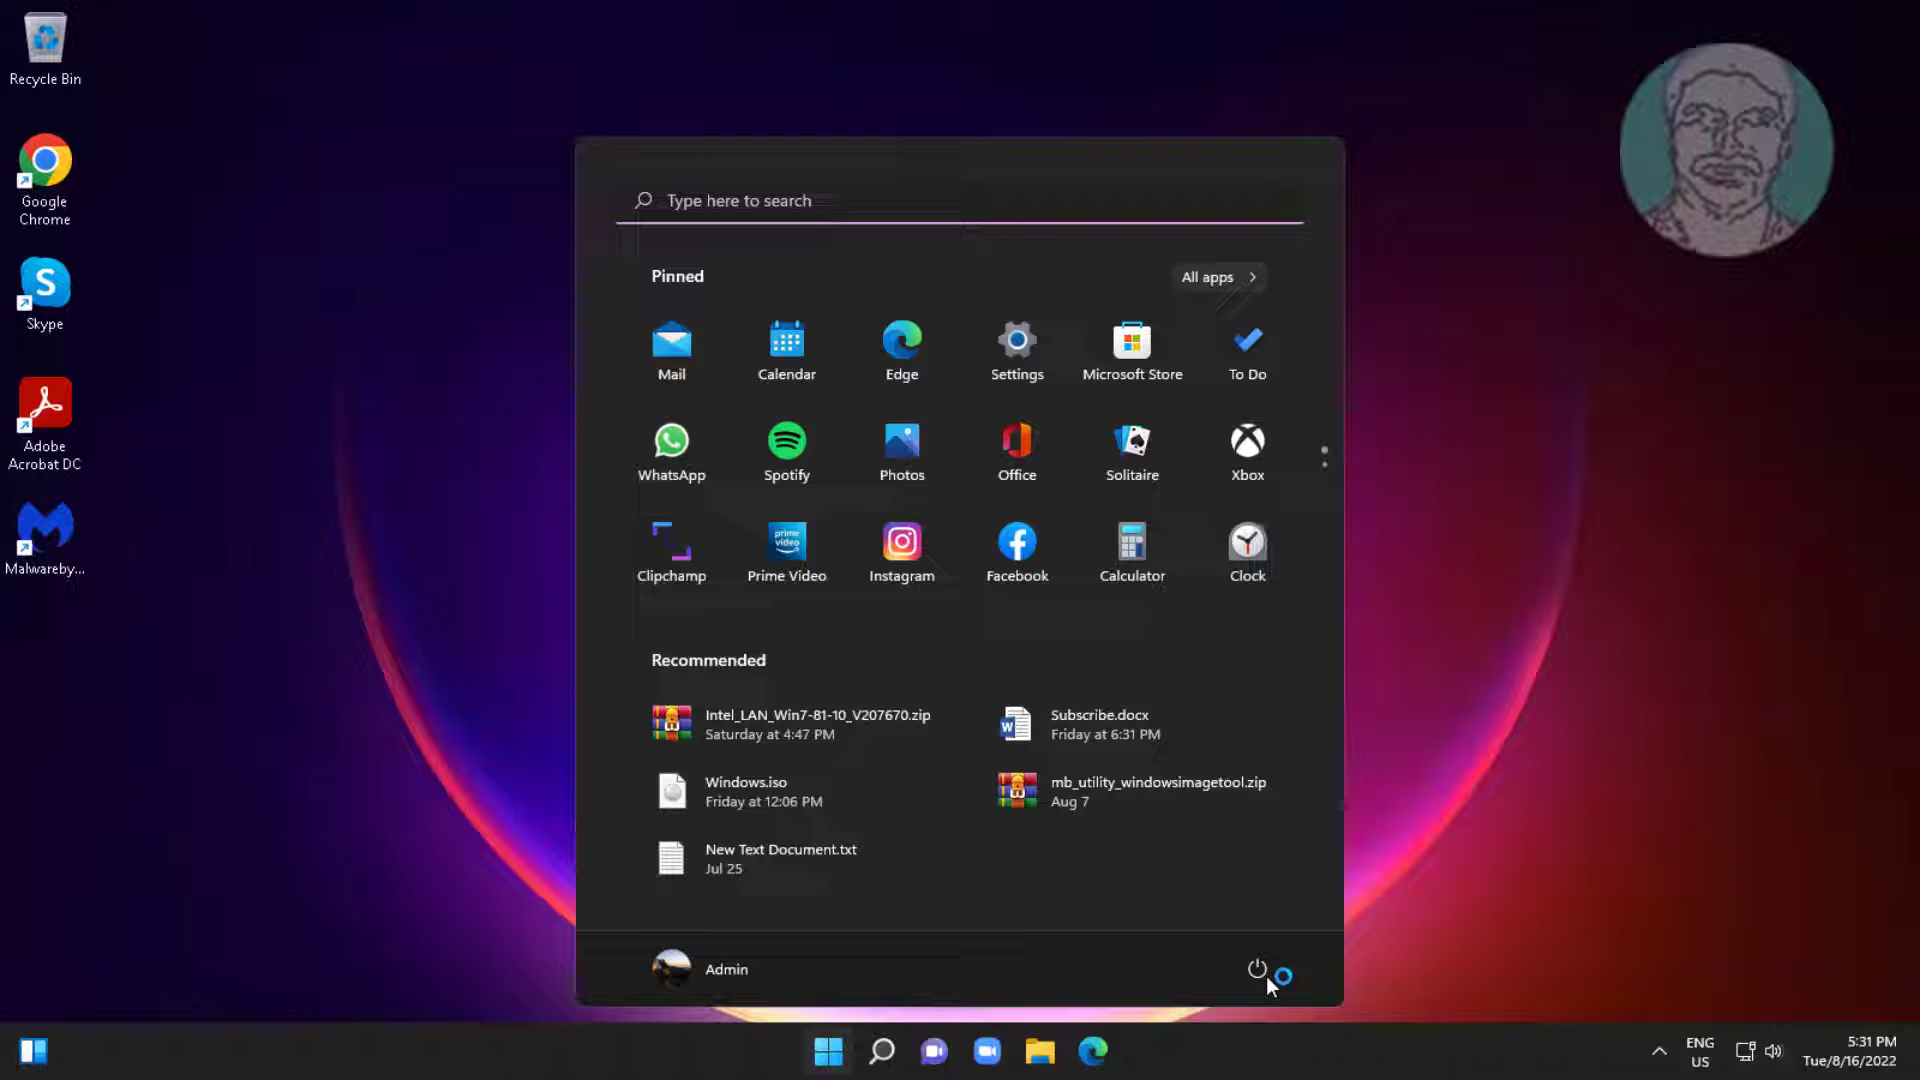 Recycle Bin
Google
Chrome
Skype
Adobe
Acrobat DC
Malwareby...
Type here to search
Pinned
All apps
Mail
Calendar
Edge
Settings
Microsoft Store
To Do
WhatsApp
Spotify
Photos
Office
Solitaire
Xbox
Clipchamp
prime video
Prime Video
Instagram
Facebook
Calculator
Clock
Recommended
Intel_LAN_Win7-81-10_V207670.zip
Saturday at 4:47 PM
Subscribe.docx
Friday at 6:31 PM
Windows.iso
Friday at 12:06 PM
mb_utility_windowsimagetool.zip
Aug 7
New Text Document.txt
Jul 25
Admin
ENG
US
5:31 PM
Tue/8/16/2022